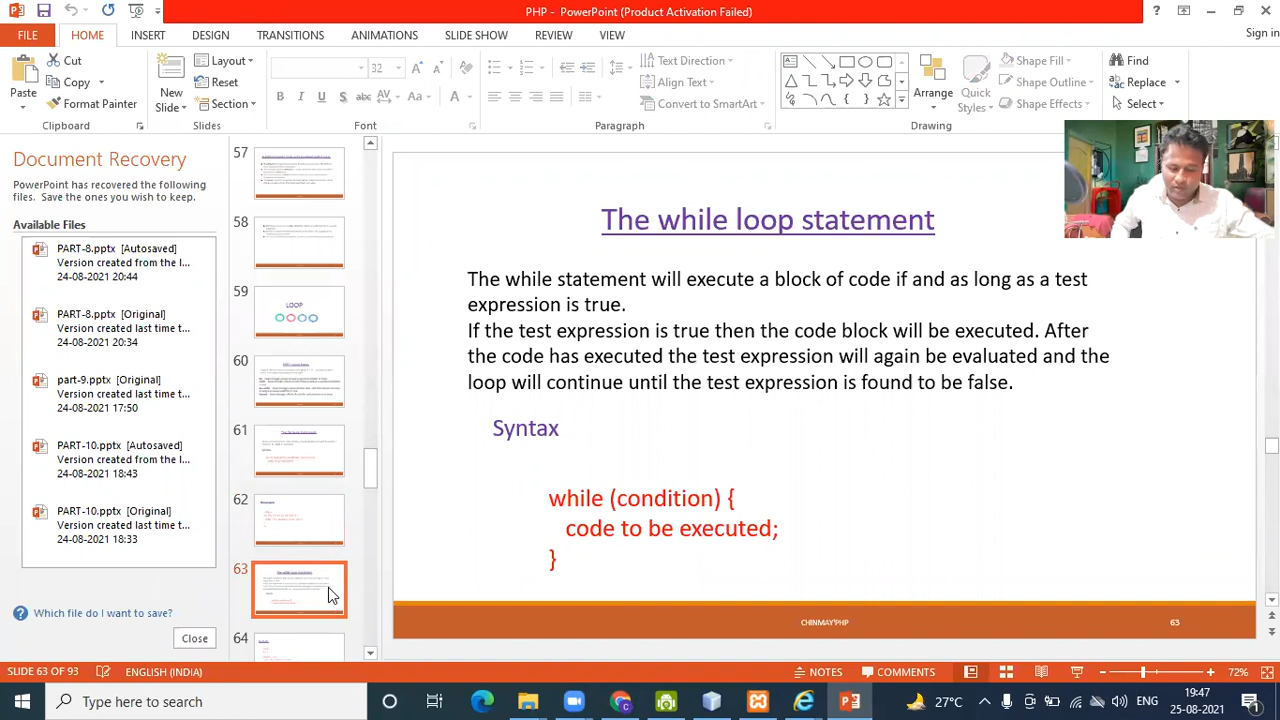 PHP - PowerPoint (Product Activation Failed)
? 
Sign in
FILE HOME INSERT DESIGN TRANSITIONS ANIMATIONS SLIDE SHOW REVIEW VIEW
Paste
Cut
Copy
Format Painter
Clipboard
New
Slide
Layout
Reset
Section
Slides
32
B I U S abc AV Aa A
Font
Text Direction
Align Text
Convert to SmartArt
Paragraph
Arrange
Quick
Styles
Shape Fill
Shape Outline
Shape Effects
Drawing
Find
Replace
Select
Editing
Document Recovery
PowerPoint has recovered the following
files. Save the ones you wish to keep.
Available Files
PART-8.pptx [Autosaved]
Version created from the l...
24-08-2021 20:44
PART-8.pptx [Original]
Version created last time t...
24-08-2021 20:34
part-9.pptx [Original]
Version created last time t...
24-08-2021 17:50
PART-10.pptx [Autosaved]
Version created from the l...
24-08-2021 18:43
PART-10.pptx [Original]
Version created last time t...
24-08-2021 18:33
Which file do I want to save?
Close
57
58
59
LOOP
60
61
62
63
64
The while loop statement
The while statement will execute a block of code if and as long as a test
expression is true.
If the test expression is true then the code block will be executed. After
the code has executed the test expression will again be evaluated and the
loop will continue until the test expression is found to be false.
Syntax
while (condition) {
code to be executed;
}
CHINMAY'PHP
63
SLIDE 63 OF 93
ENGLISH (INDIA)
NOTES
COMMENTS
72%
Type here to search
27°C
ENG
19:47
25-08-2021
1